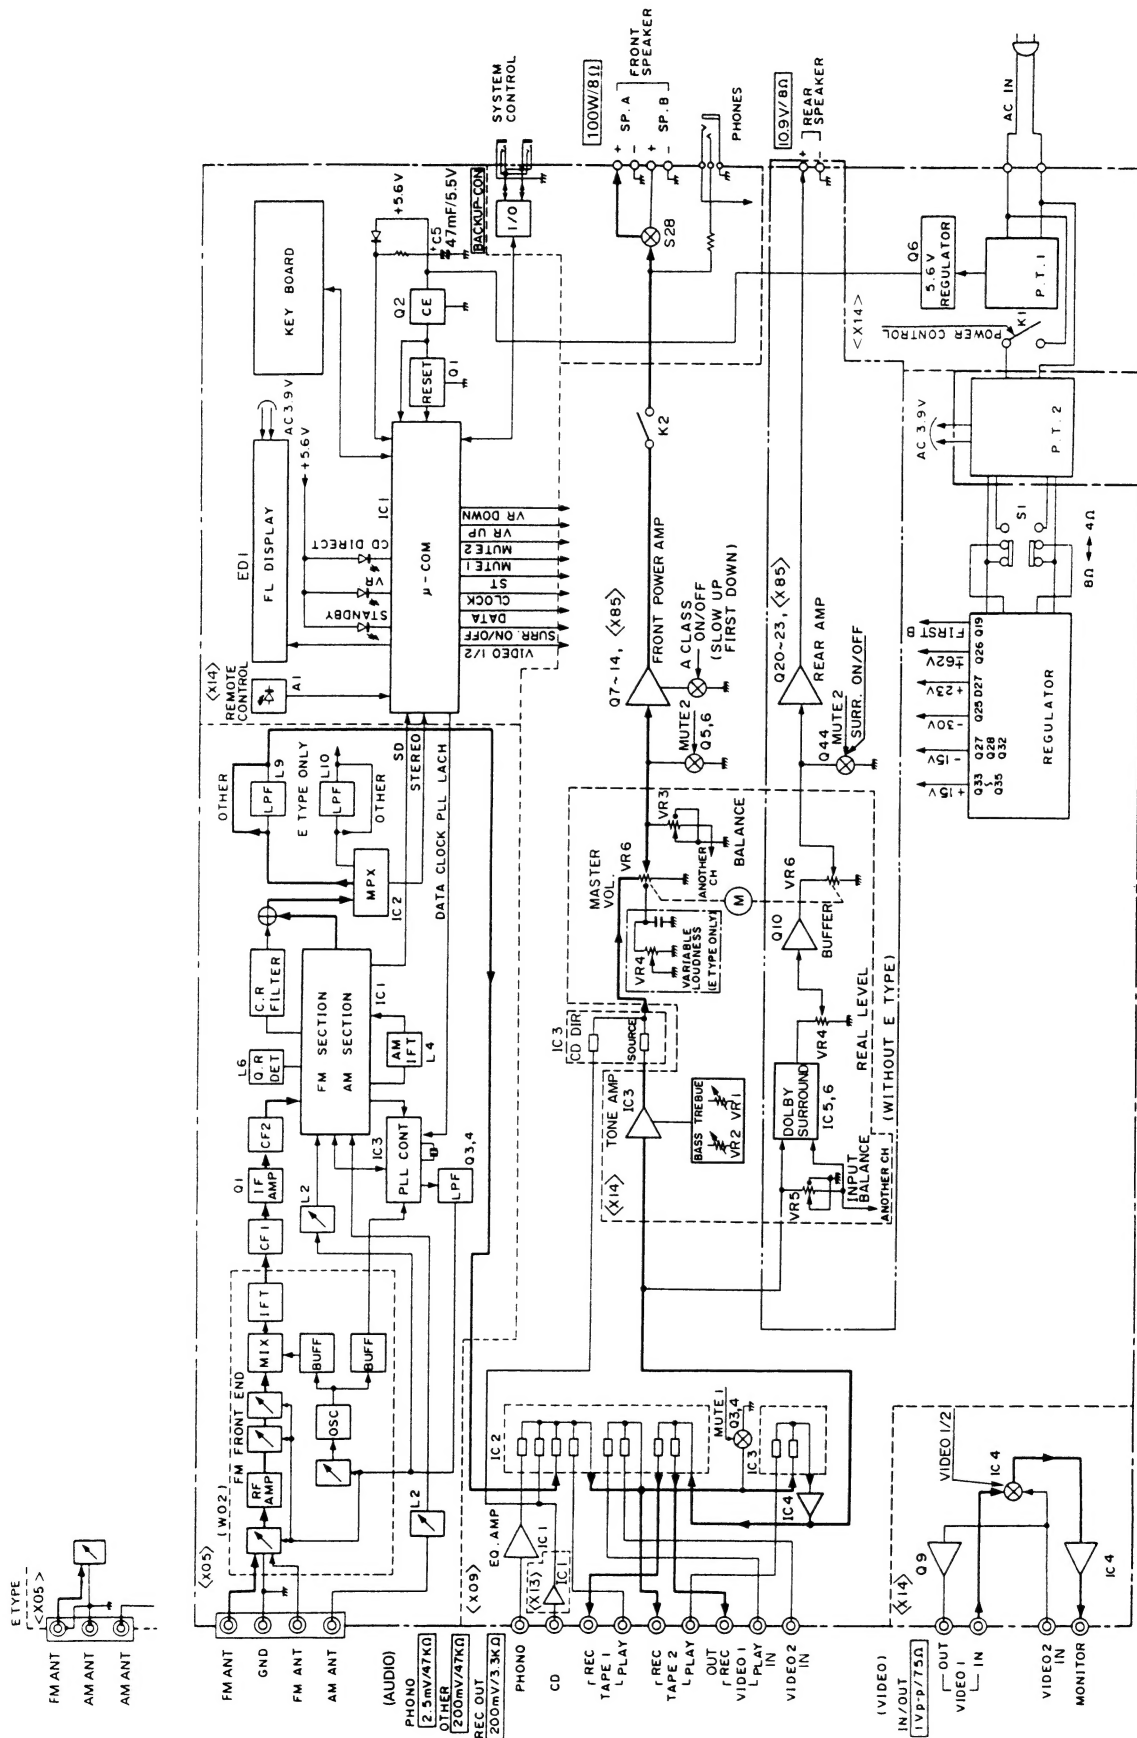 E TYPE
<X05>
FM ANT
AM ANT
AM ANT
<X05>
(W02)
FM ANT
GND
FM ANT
AM ANT
FM FRONT END
RF AMP
MIX
IFT
OSC
BUFF
BUFF
L2
CF1
Q1
IF AMP
CF2
L2
L6
Q.R DET
C.R FILTER
FM SECTION
AM SECTION
IC1
AM IFT
L4
IC3
PLL CONT
LPF
Q3,4
MPX
IC2
OTHER
LPF
L9
E TYPE ONLY
LPF
L10
OTHER
SD
STEREO
DATA CLOCK PLL LACH
<X14>
REMOTE CONTROL
A1
ED1
FL DISPLAY
AC 3.9V
KEY BOARD
+5.6V
STANDBY
VR
CD DIRECT
IC1
μ-COM
VIDEO 1/2
SURR. ON/OFF
DATA
CLOCK
ST
MUTE 1
MUTE 2
VR UP
VR DOWN
RESET
Q1
Q2
CE
+5.6V
+C5
47mF/5.5V
BACKUP-CON
I/O
SYSTEM CONTROL
(AUDIO)
PHONO
2.5mV/47KΩ
OTHER
200mV/47KΩ
REC OUT
200mV/3.3KΩ
<X09>
PHONO
CD
EQ. AMP
IC1
<X13>
IC1
REC
TAPE 1
PLAY
REC
TAPE 2
PLAY
OUT
REC
VIDEO 1
PLAY
IN
VIDEO2
IN
IC2
MUTE 1
Q3,4
IC3
IC4
<X14>
TONE AMP
IC3
BASS TREBUE
VR2 VR1
IC3
CD DIR
SOURCE
MASTER VOL.
VR6
VR4
VARIABLE
LOUDNESS
(E TYPE ONLY)
VR3
ANOTHER CH
BALANCE
M
MUTE2
Q5,6
Q7~14, <X85>
FRONT POWER AMP
A CLASS
ON/OFF
(SLOW UP
FIRST DOWN)
K2
S28
100W/8Ω
FRONT SPEAKER
+
-
SP. A
+
-
SP. B
PHONES
VR5
INPUT BALANCE
ANOTHER CH
DOLBY SURROUND
IC5,6
VR4
REAL LEVEL
(WITHOUT E TYPE)
Q10
BUFFER
VR6
Q44
MUTE 2
SURR. ON/OFF
Q20~23, <X85>
REAR AMP
10.9V/8Ω
+
-
REAR SPEAKER
(VIDEO)
IN/OUT
1Vp-p/75Ω
OUT
VIDEO 1
IN
VIDEO2
IN
MONITOR
<X14>
Q9
VIDEO 1/2
IC4
IC4
+15V
-15V
-30V
+23V
±62V
FIRST B
Q33
Q35
Q27
Q28
Q32
Q25
D27
Q26
Q19
REGULATOR
S1
8Ω
4Ω
AC 3.9V
P.T.2
<X14>
POWER CONTROL
K1
Q6
5.6V REGULATOR
P.T.1
AC IN